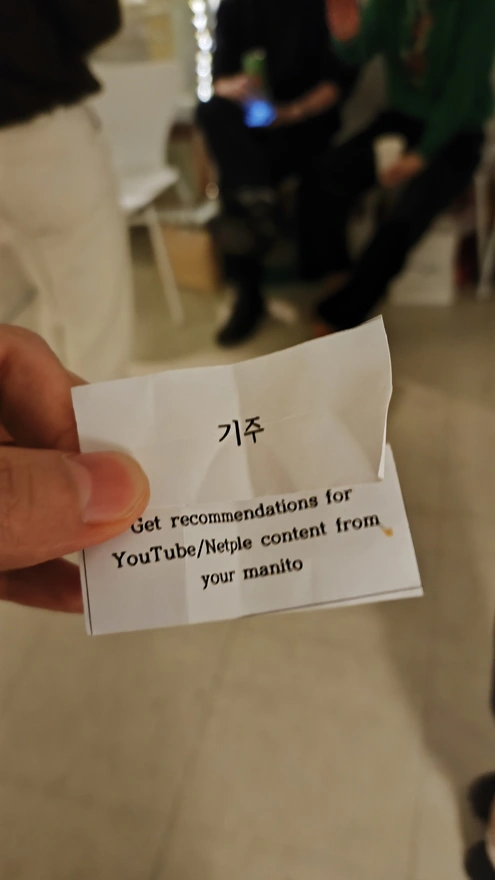 기주
Get recommendations for
YouTube/Netple content from
your manito